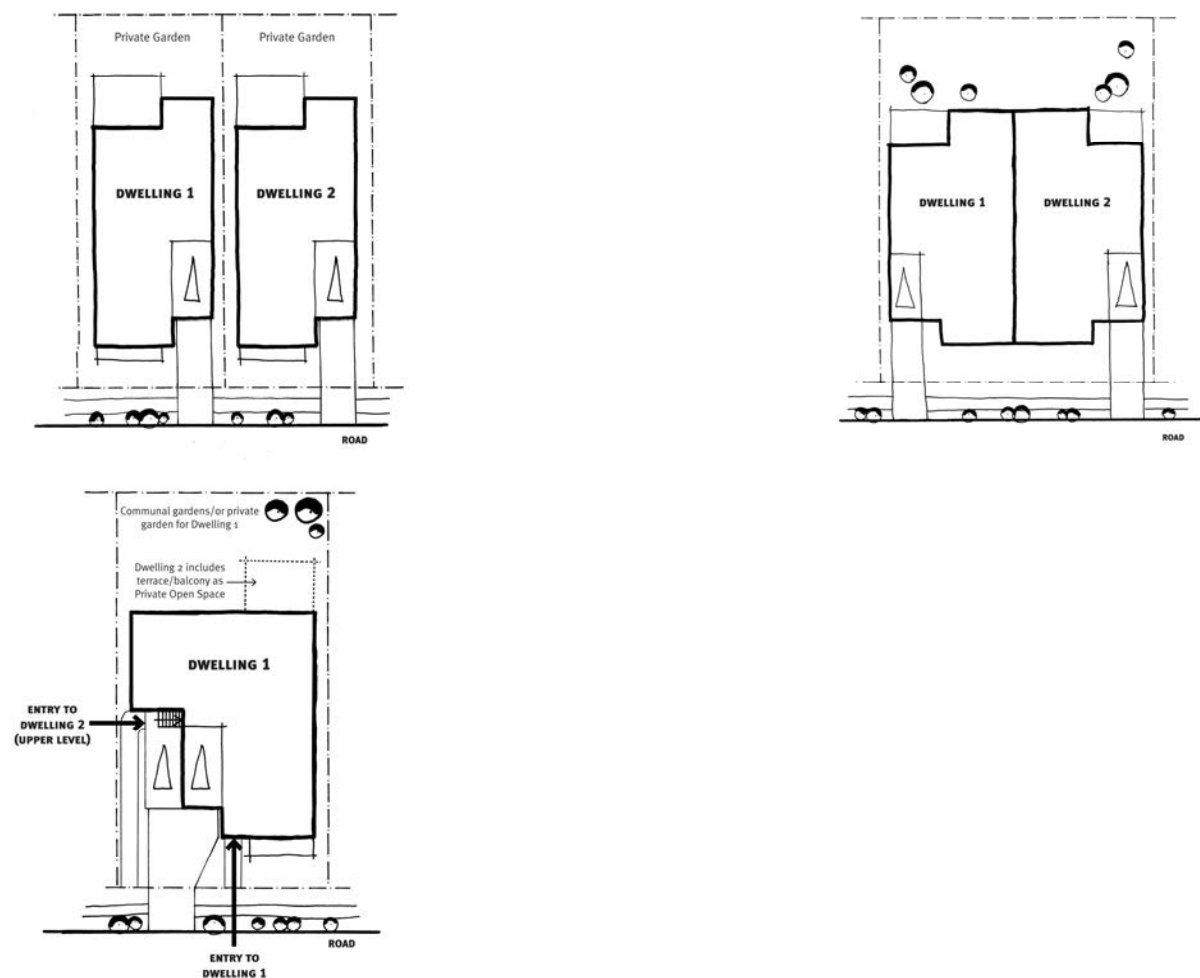 Private Garden
Private Garden
DWELLING 1
DWELLING 2
ROAD
DWELLING 1
DWELLING 2
ROAD
Communal gardens/or private
garden for Dwelling 1
Dwelling 2 includes
terrace/balcony as
Private Open Space
DWELLING 1
ENTRY TO
DWELLING 2
(UPPER LEVEL)
ROAD
ENTRY TO
DWELLING 1